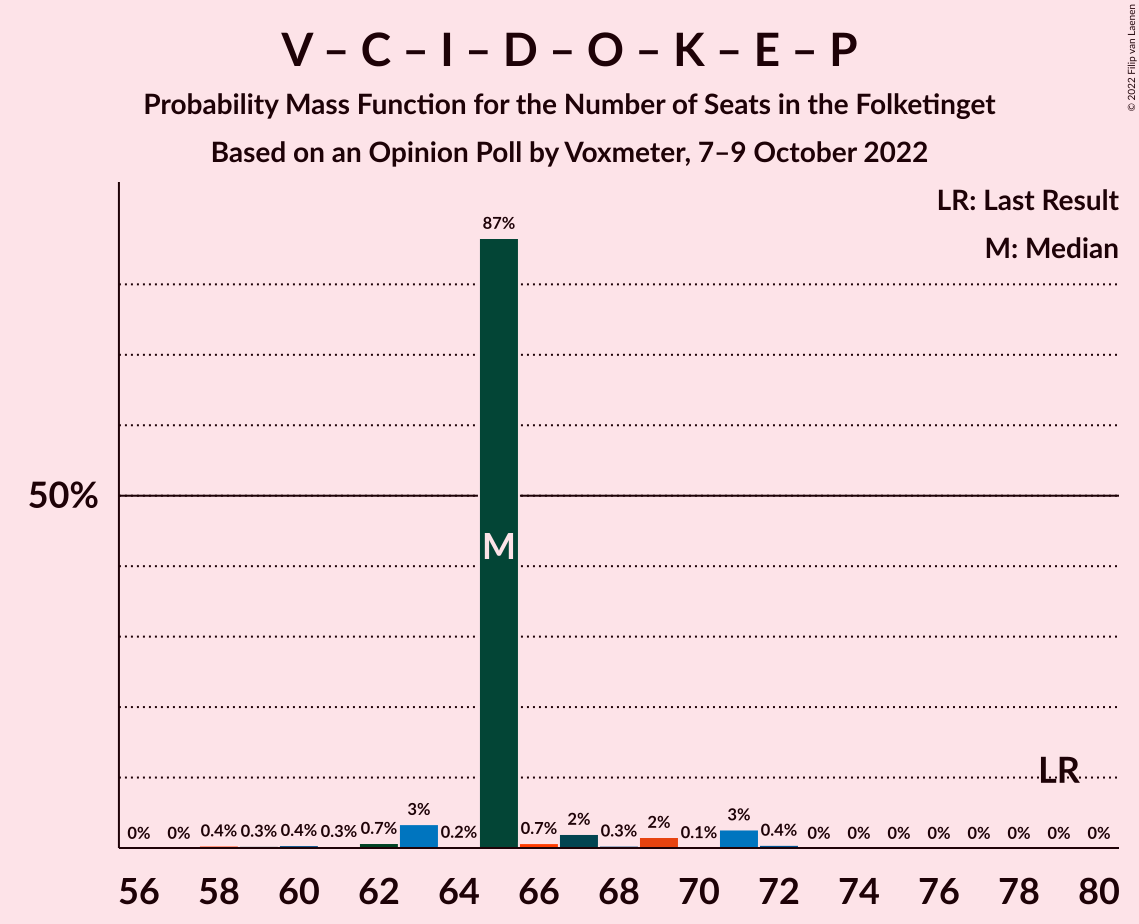 V – C – I – D – O – K – E – P
Probability Mass Function for the Number of Seats in the Folketinget
Based on an Opinion Poll by Voxmeter, 7–9 October 2022
© 2022 Filip van Laenen
LR: Last Result
M: Median
87%
50%
M
LR
0% 0% 0.4% 0.3% 0.4% 0.3% 0.7% 3% 0.2% 0.7% 2% 0.3% 2% 0.1% 3% 0.4% 0% 0% 0% 0% 0% 0% 0% 0%
56 58 60 62 64 66 68 70 72 74 76 78 80